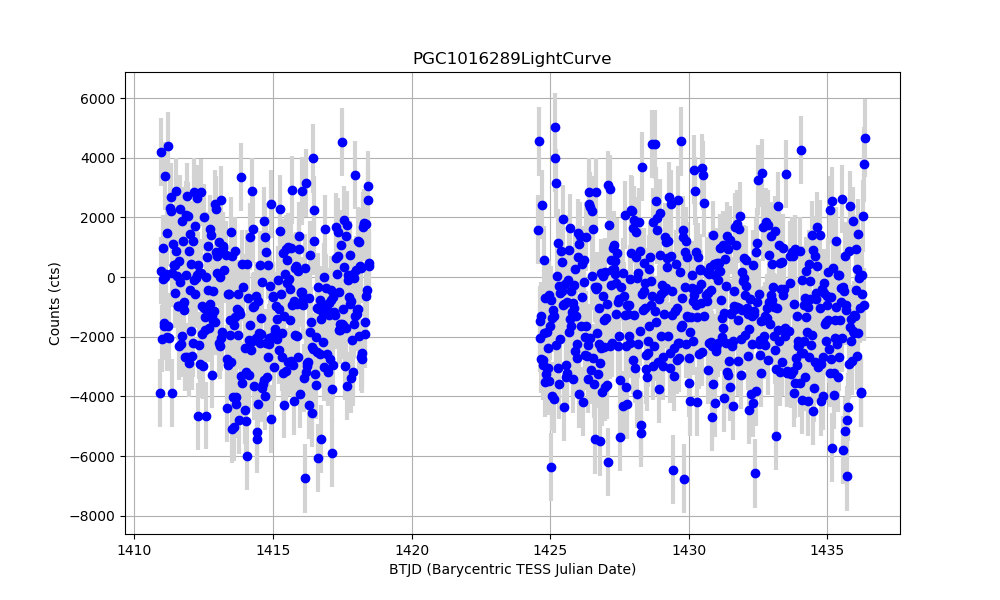 PGC1016289LightCurve
6000
4000
2000
0
−2000
−4000
−6000
−8000
Counts (cts)
1410 1415 1420 1425 1430 1435
BTJD (Barycentric TESS Julian Date)